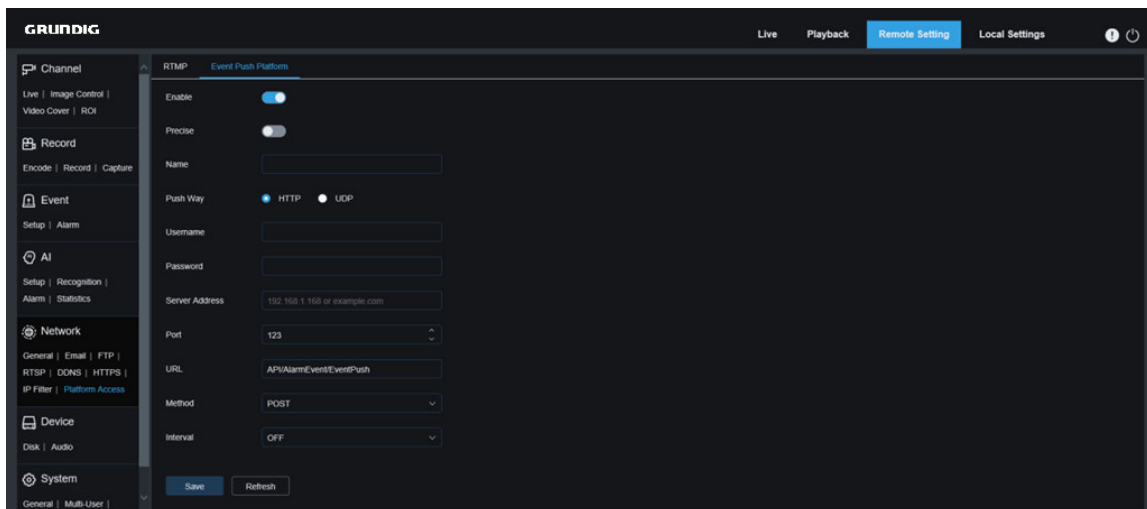 GRUNDIG
Live Playback Remote Setting Local Settings
Channel
Live | Image Control |
Video Cover | ROI
Record
Encode | Record | Capture
Event
Setup | Alarm
AI
Setup | Recognition |
Alarm | Statistics
Network
General | Email | FTP |
RTSP | DDNS | HTTPS |
IP Filter | Platform Access
Device
Disk | Audio
System
General | Multi-User |
RTMP Event Push Platform
Enable
Precise
Name
Push Way HTTP UDP
Username
Password
Server Address 192.168.1.168 or example.com
Port 123
URL API/AlarmEvent/EventPush
Method POST
Interval OFF
Save Refresh